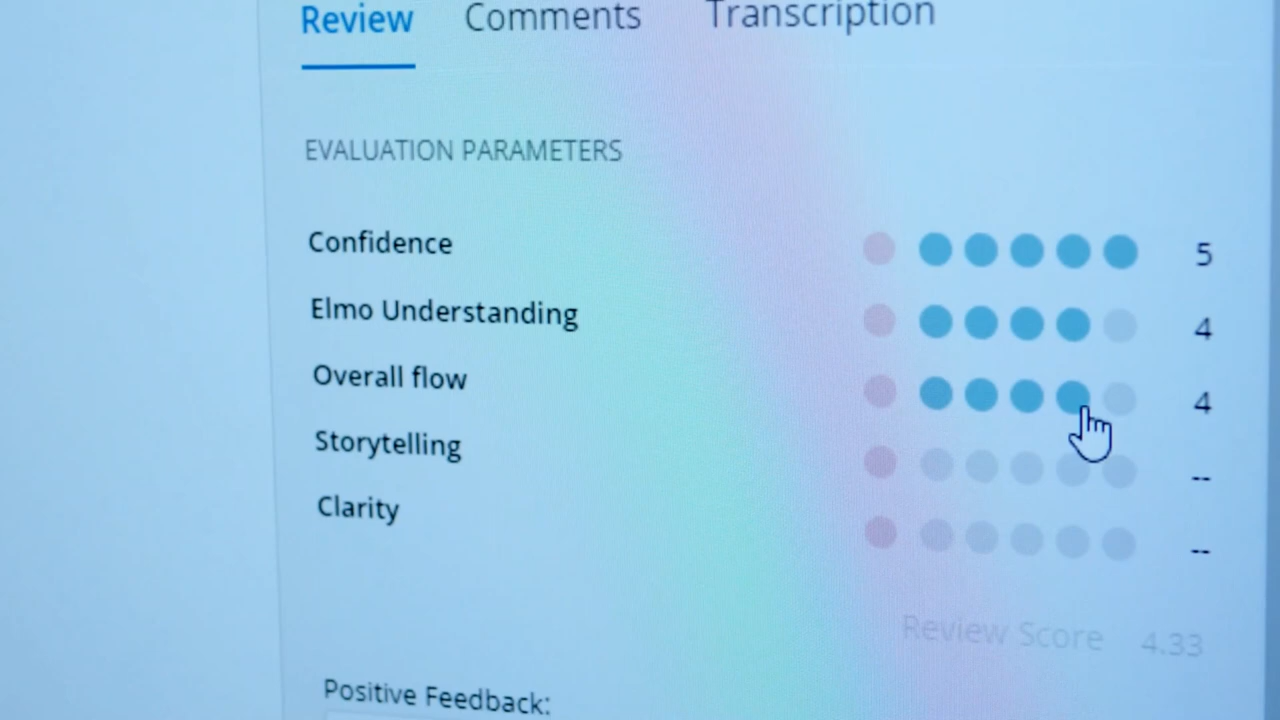 Review Comments Transcription
EVALUATION PARAMETERS
Confidence 5
Elmo Understanding 4
Overall flow 4
Storytelling --
Clarity --
Review Score 4.33
Positive Feedback: